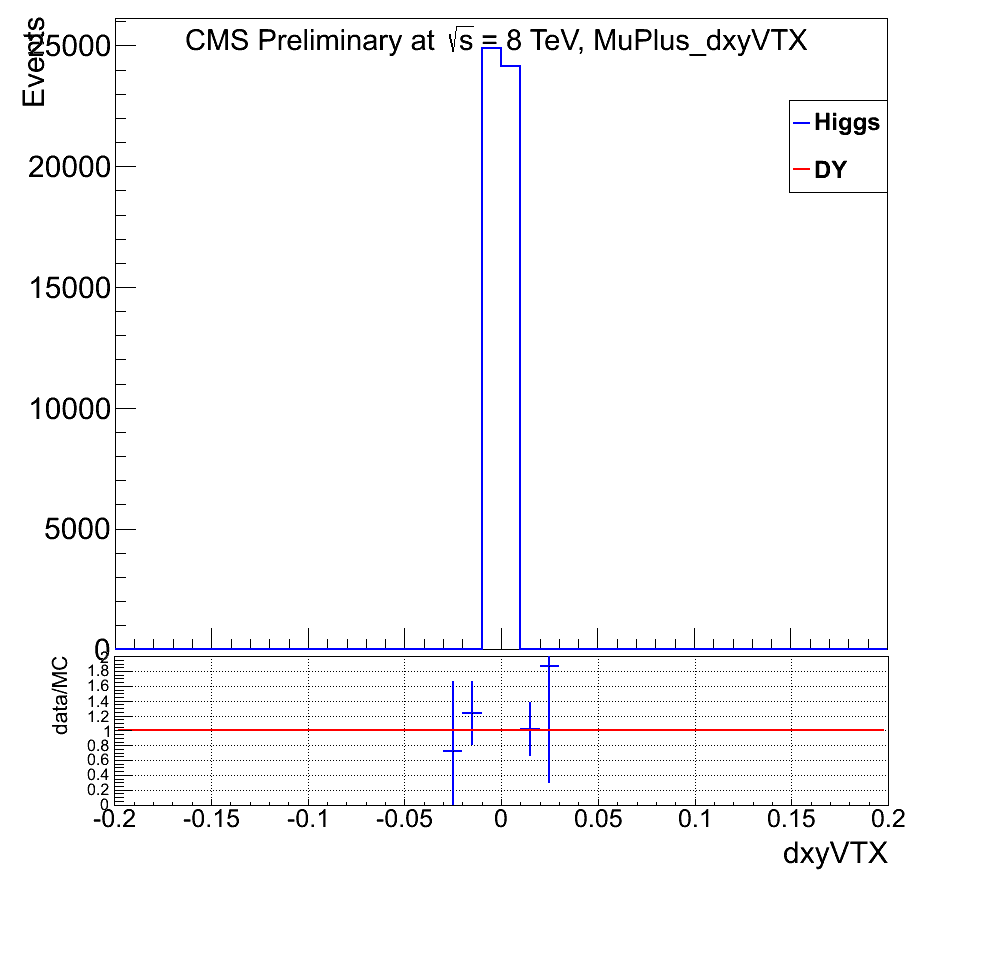 CMS Preliminary at √s = 8 TeV, MuPlus_dxyVTX
Events
25000
20000
15000
10000
5000
0
Higgs
DY
data/MC
2
1.8
1.6
1.4
1.2
1
0.8
0.6
0.4
0.2
0
-0.2 -0.15 -0.1 -0.05 0 0.05 0.1 0.15 0.2
dxyVTX